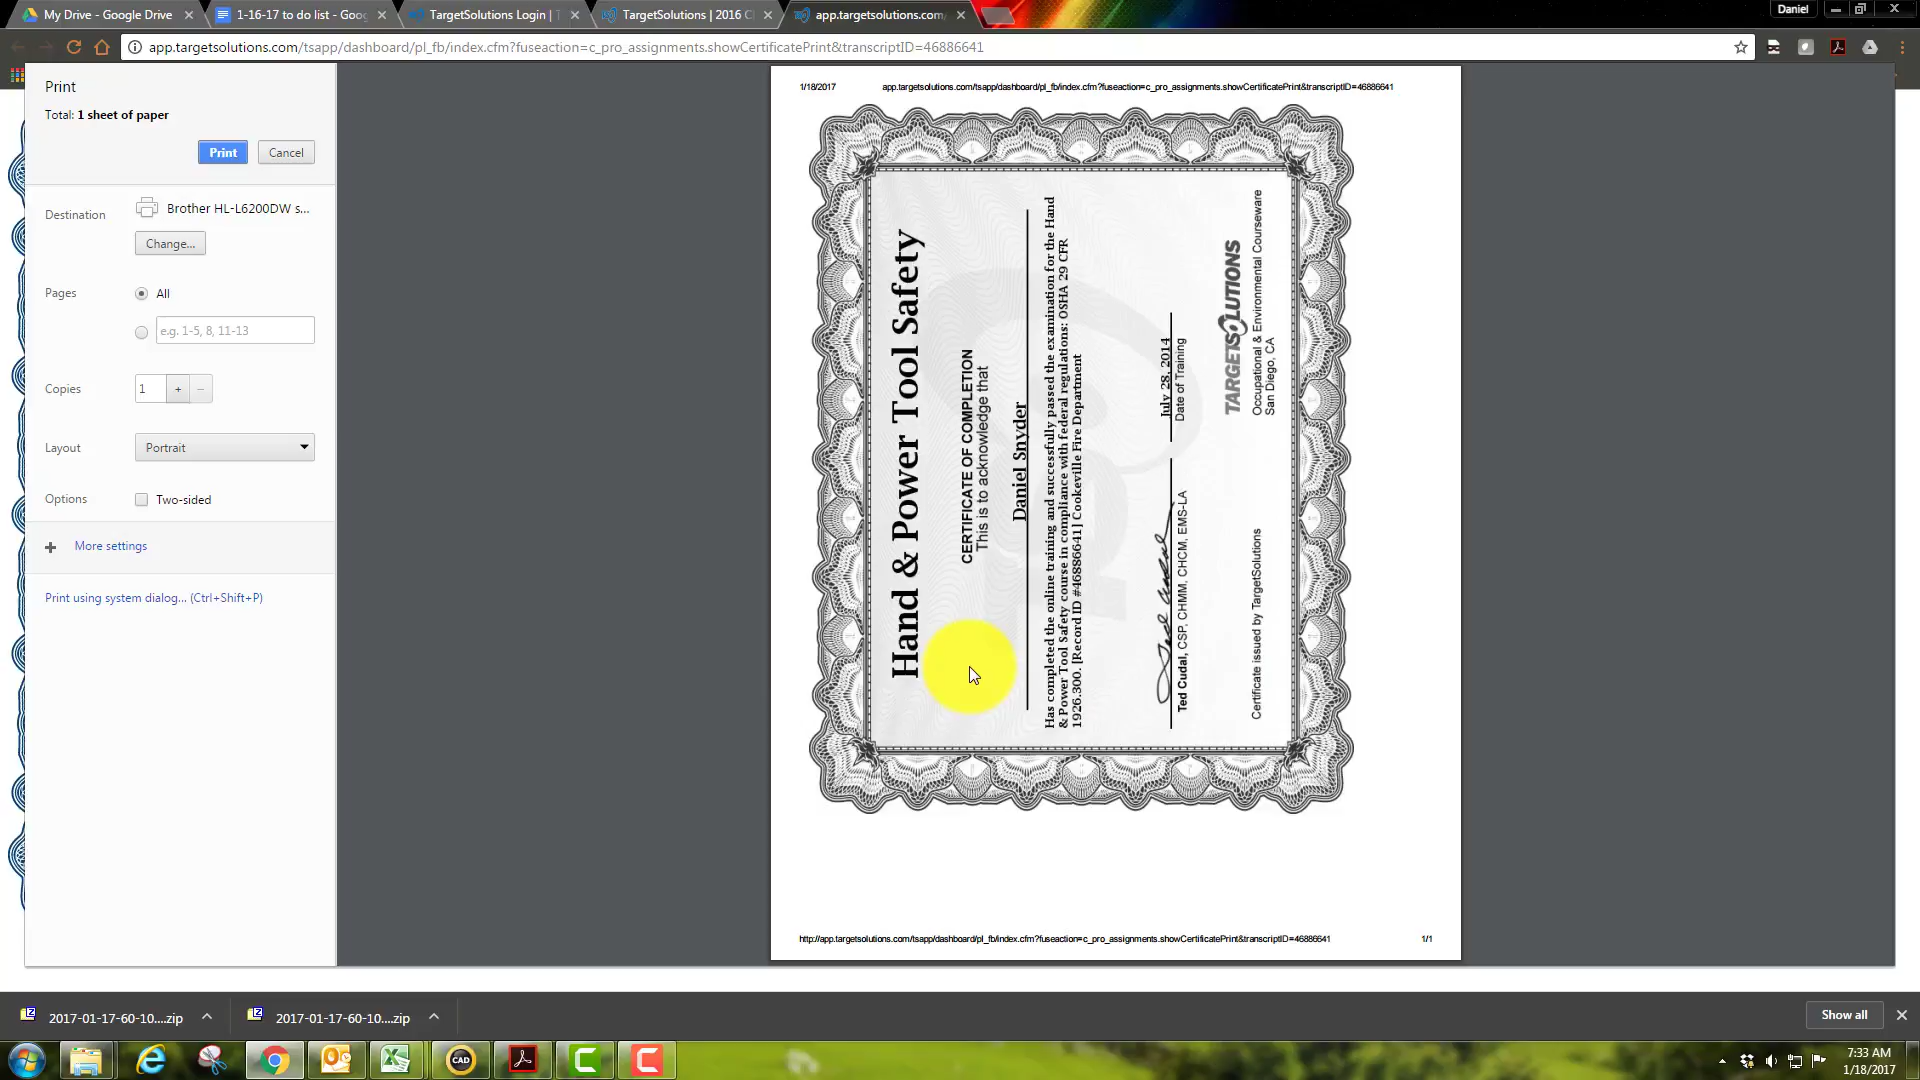 My Drive - Google Drive
1-16-17 to do list - Goog
TargetSolutions Login | T
TargetSolutions | 2016 C
app.targetsolutions.com/
Daniel
app.targetsolutions.com/tsapp/dashboard/pl_fb/index.cfm?fuseaction=c_pro_assignments.showCertificatePrint&transcriptID=46886641
Print
Total: 1 sheet of paper
Print
Cancel
Destination
Brother HL-L6200DW s...
Change...
Pages
All
e.g. 1-5, 8, 11-13
Copies
1
+
−
Layout
Portrait
Options
Two-sided
More settings
Print using system dialog... (Ctrl+Shift+P)
1/18/2017
app.targetsolutions.com/tsapp/dashboard/pl_fb/index.cfm?fuseaction=c_pro_assignments.showCertificatePrint&transcriptID=46886641
Hand & Power Tool Safety
CERTIFICATE OF COMPLETION
This is to acknowledge that
Daniel Snyder
Has completed the online training and successfully passed the examination for the Hand
& Power Tool Safety course in compliance with federal regulations: OSHA 29 CFR
1926.300. [Record ID #46886641] Cookeville Fire Department
July 28, 2014
Date of Training
Ted Cudal, CSP, CHMM, CHCM, EMS-LA
TARGETSOLUTIONS
Occupational & Environmental Courseware
San Diego, CA
Certificate issued by TargetSolutions
http://app.targetsolutions.com/tsapp/dashboard/pl_fb/index.cfm?fuseaction=c_pro_assignments.showCertificatePrint&transcriptID=46886641
1/1
2017-01-17-60-10....zip
2017-01-17-60-10....zip
Show all
CAD
7:33 AM
1/18/2017